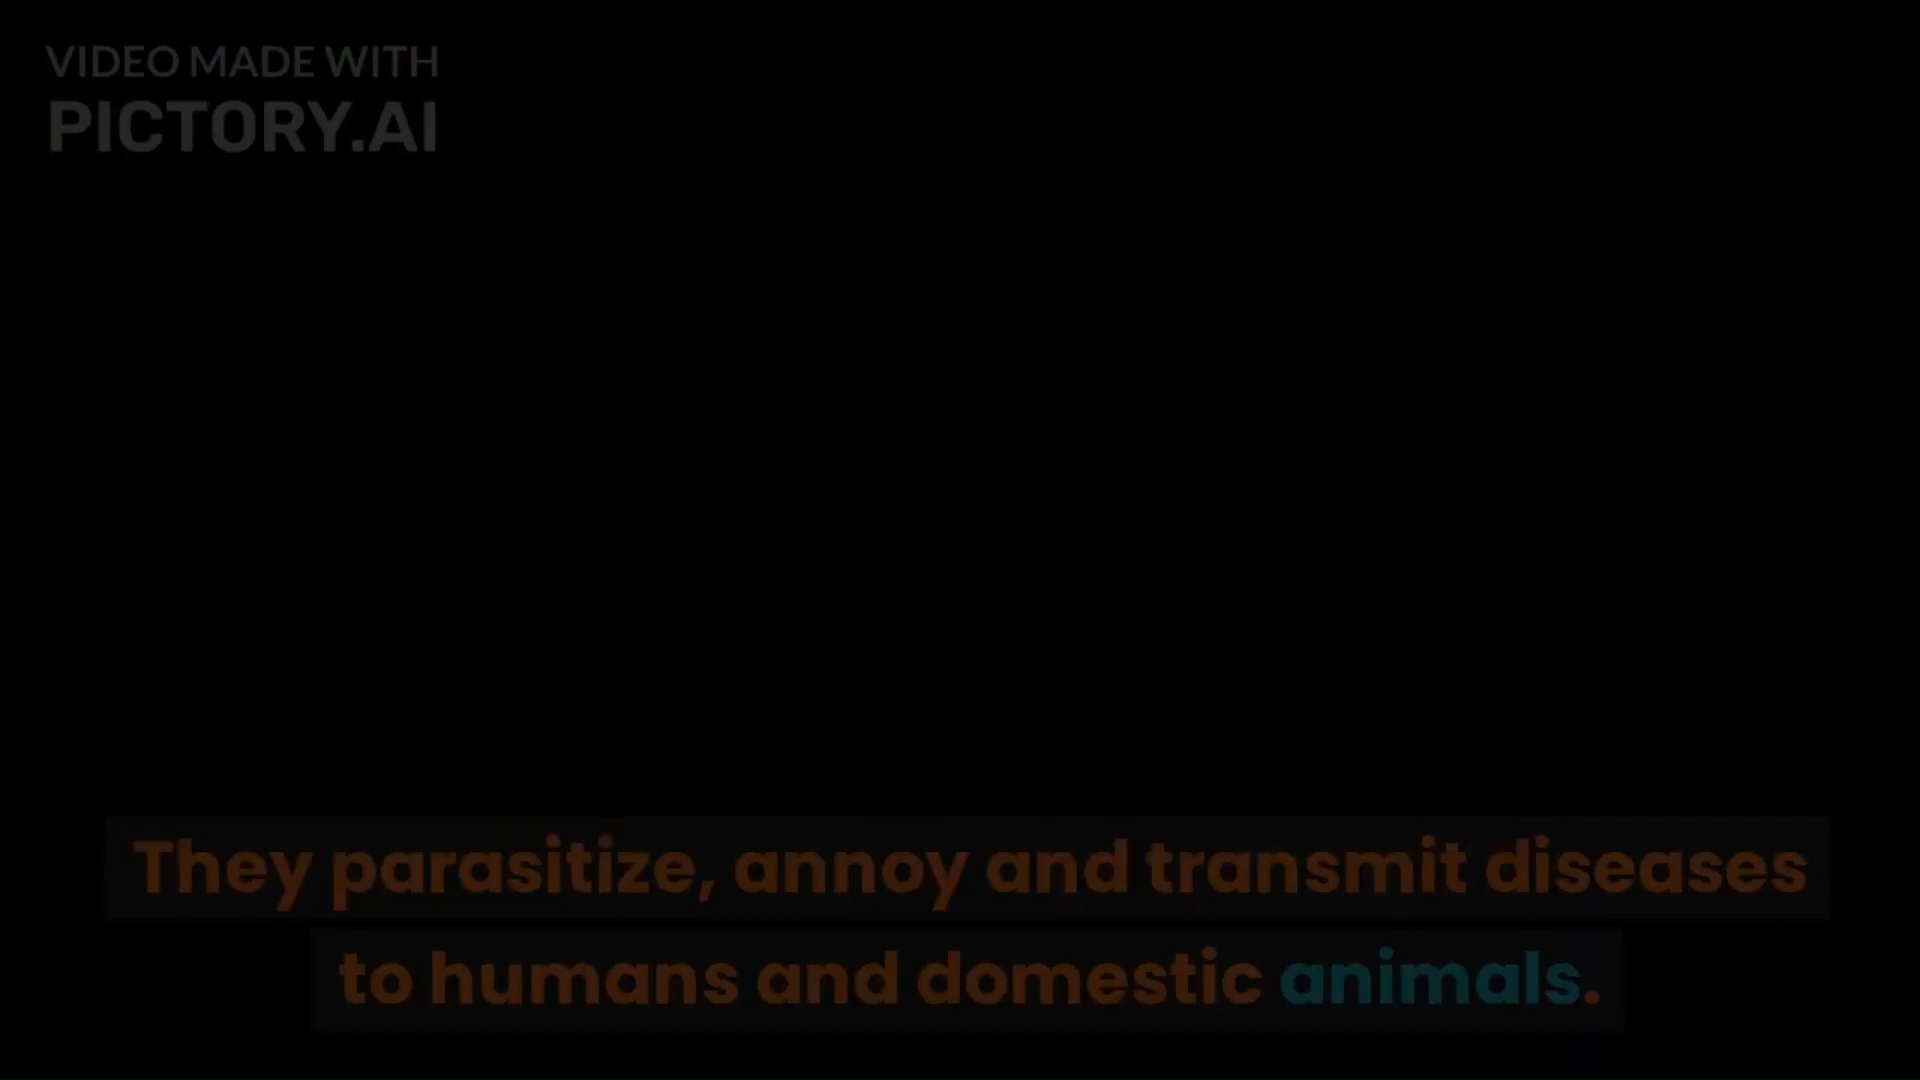 VIDEO MADE WITH
PICTORY.AI
They parasitize, annoy and transmit diseases
to humans and domestic animals.